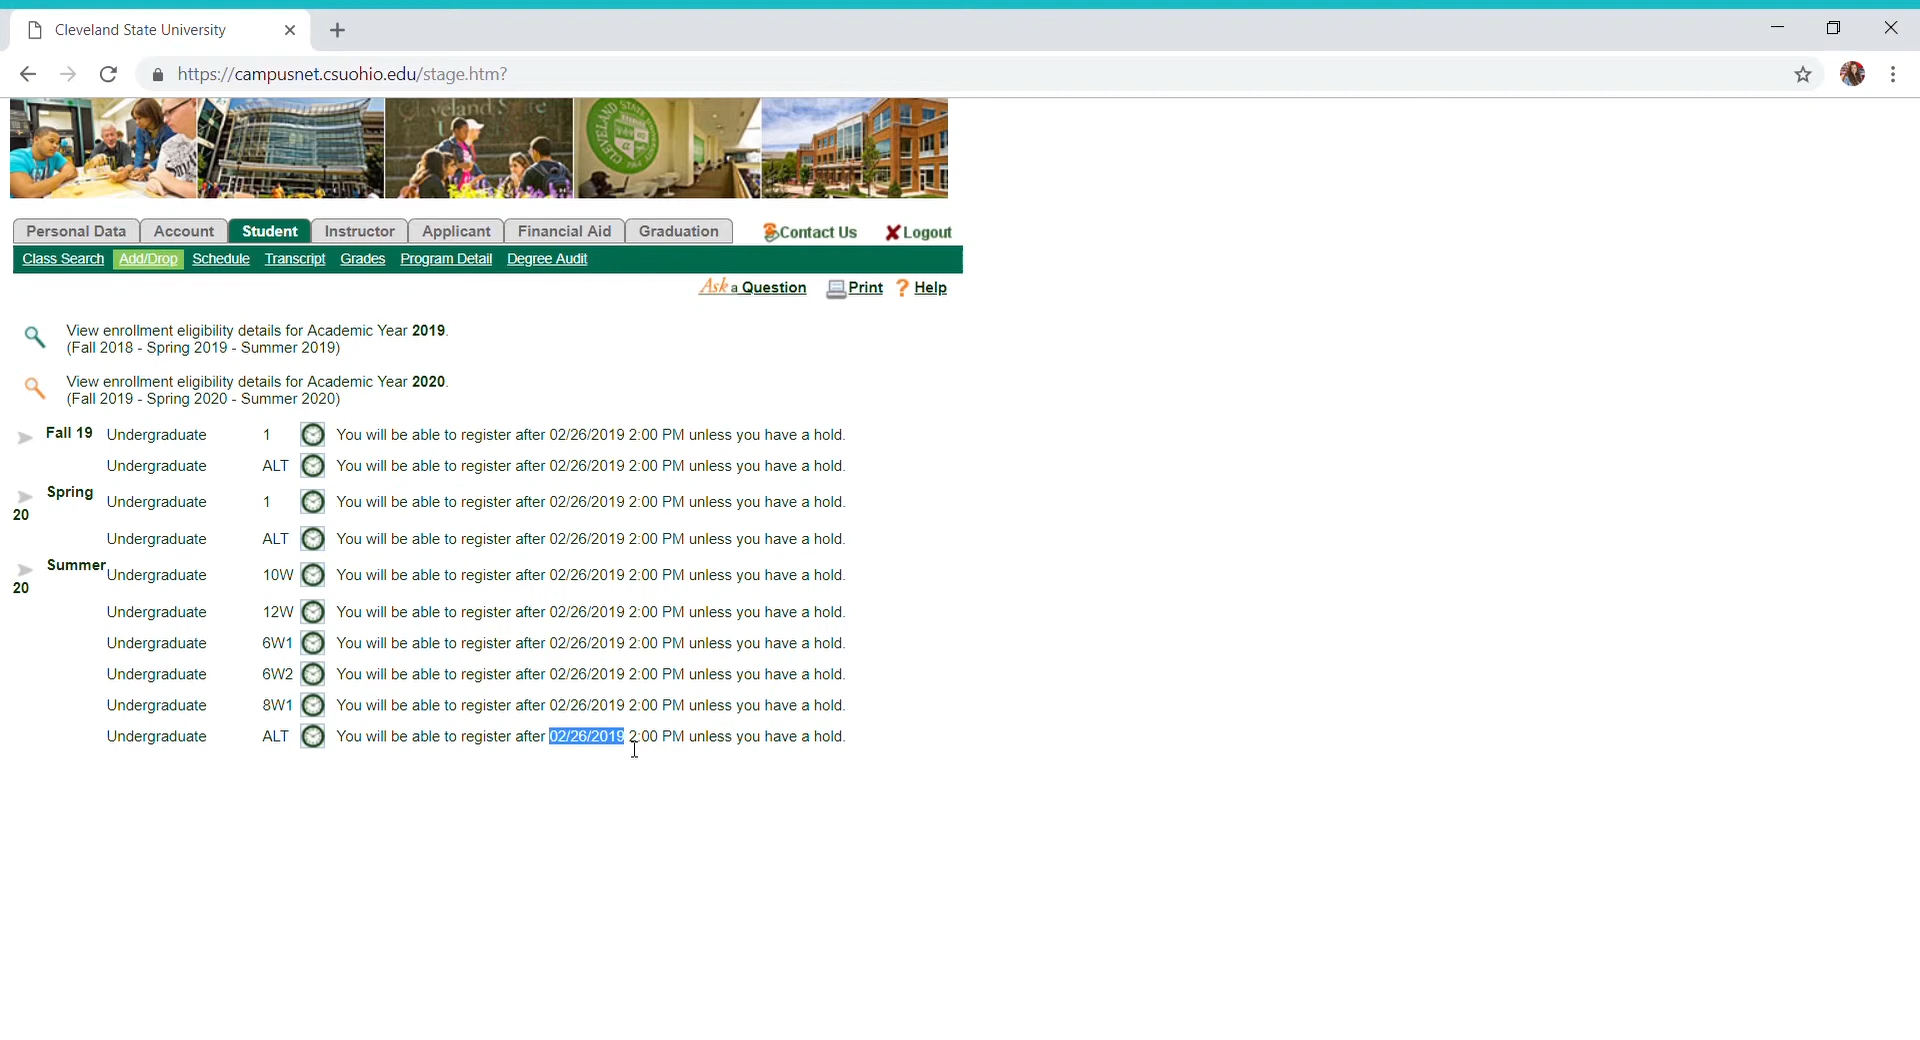 Cleveland State University
https://campusnet.csuohio.edu/stage.htm?
Cleveland State
CLEVELAND STATE
Personal Data Account Student Instructor Applicant Financial Aid Graduation Contact Us Logout
Class Search Add/Drop Schedule Transcript Grades Program Detail Degree Audit
Ask a Question Print ? Help
View enrollment eligibility details for Academic Year 2019.
(Fall 2018 - Spring 2019 - Summer 2019)
View enrollment eligibility details for Academic Year 2020.
(Fall 2019 - Spring 2020 - Summer 2020)
Fall 19 Undergraduate 1 You will be able to register after 02/26/2019 2:00 PM unless you have a hold.
Undergraduate ALT You will be able to register after 02/26/2019 2:00 PM unless you have a hold.
Spring 20 Undergraduate 1 You will be able to register after 02/26/2019 2:00 PM unless you have a hold.
Undergraduate ALT You will be able to register after 02/26/2019 2:00 PM unless you have a hold.
Summer 20 Undergraduate 10W You will be able to register after 02/26/2019 2:00 PM unless you have a hold.
Undergraduate 12W You will be able to register after 02/26/2019 2:00 PM unless you have a hold.
Undergraduate 6W1 You will be able to register after 02/26/2019 2:00 PM unless you have a hold.
Undergraduate 6W2 You will be able to register after 02/26/2019 2:00 PM unless you have a hold.
Undergraduate 8W1 You will be able to register after 02/26/2019 2:00 PM unless you have a hold.
Undergraduate ALT You will be able to register after 02/26/2019 2:00 PM unless you have a hold.